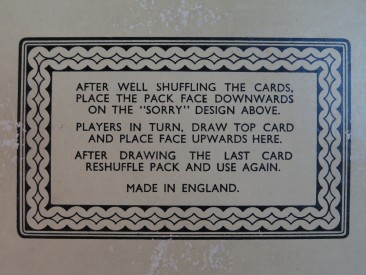 AFTER WELL SHUFFLING THE CARDS,
PLACE THE PACK FACE DOWNWARDS
ON THE "SORRY" DESIGN ABOVE.
PLAYERS IN TURN, DRAW TOP CARD
AND PLACE FACE UPWARDS HERE.
AFTER DRAWING THE LAST CARD
RESHUFFLE PACK AND USE AGAIN.
MADE IN ENGLAND.